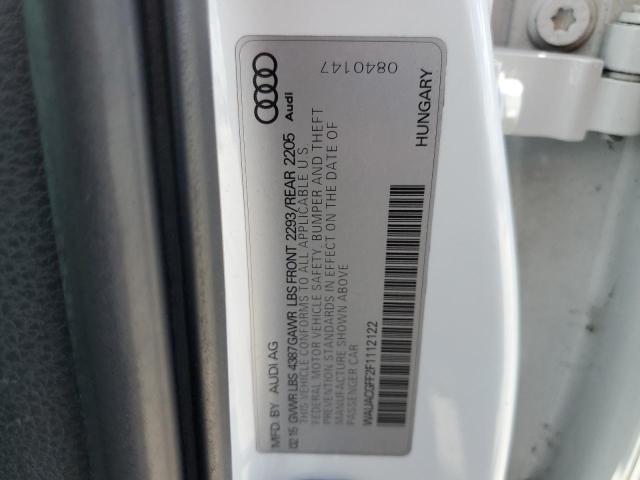 MFD BY AUDI AG
02 15 GVWR LBS 4387 GAWR LBS FRONT 2293/REAR 2205
THIS VEHICLE CONFORMS TO ALL APPLICABLE U S
FEDERAL MOTOR VEHICLE SAFETY, BUMPER AND THEFT
PREVENTION STANDARDS IN EFFECT ON THE DATE OF
MANUFACTURE SHOWN ABOVE
PASSENGER CAR
WAUACGFF2F1112122
Audi
0840147
HUNGARY